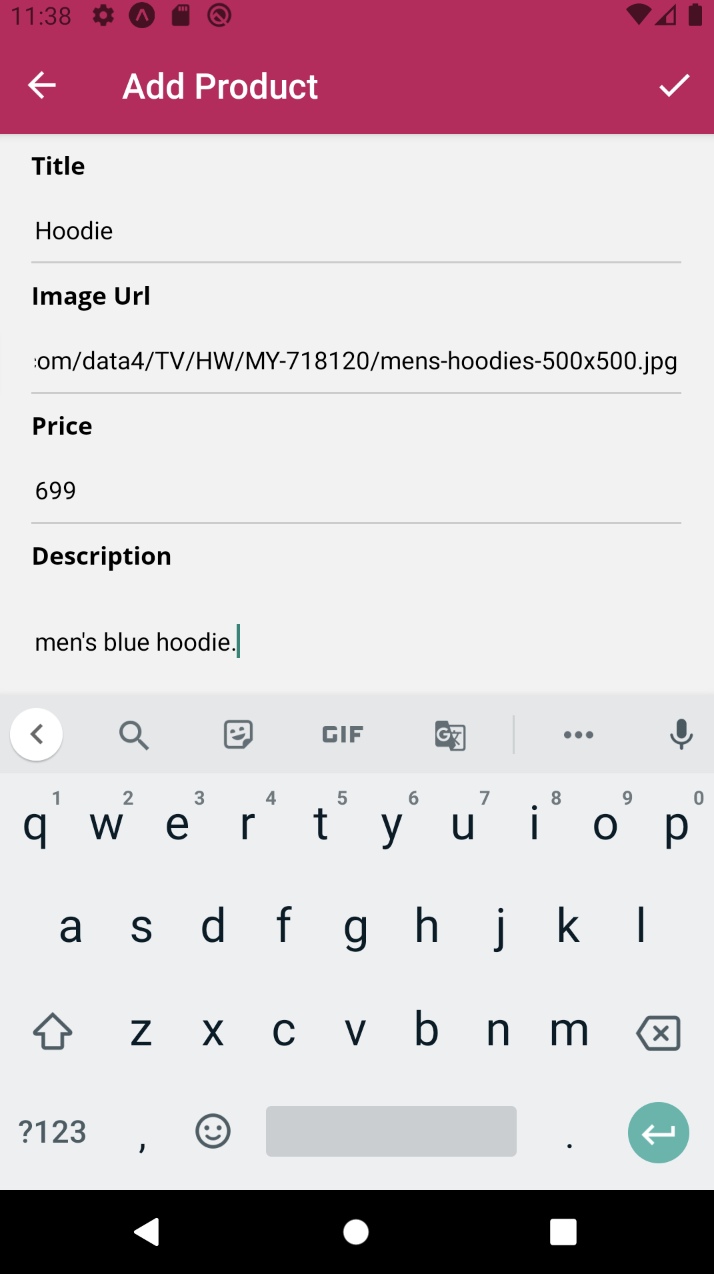 11:38
Add Product
Title
Hoodie
Image Url
com/data4/TV/HW/MY-718120/mens-hoodies-500x500.jpg
Price
699
Description
men's blue hoodie.
GIF
1 2 3 4 5 6 7 8 9 0
q w e r t y u i o p
a s d f g h j k l
z x c v b n m
?123 , .